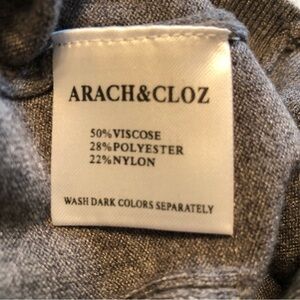 ARACH&CLOZ
50%VISCOSE
28%POLYESTER
22%NYLON
WASH DARK COLORS SEPARATELY